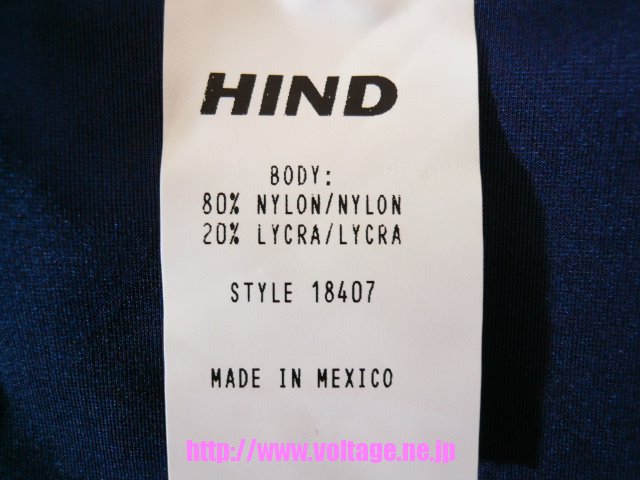 HIND
BODY:
80% NYLON/NYLON
20% LYCRA/LYCRA
STYLE 18407
MADE IN MEXICO
http://www.voltage.ne.jp